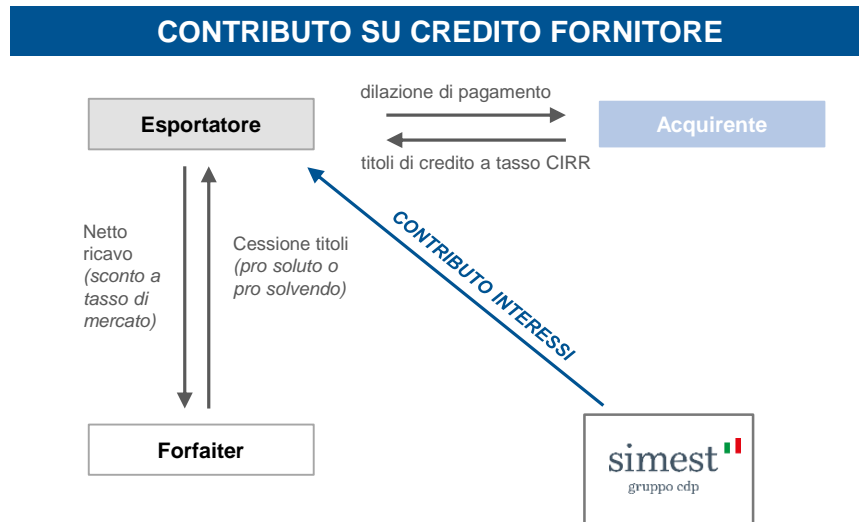 CONTRIBUTO SU CREDITO FORNITORE
dilazione di pagamento
Esportatore
Acquirente
titoli di credito a tasso CIRR
Netto
ricavo
(sconto a
tasso di
mercato)
Cessione titoli
(pro soluto o
pro solvendo)
CONTRIBUTO INTERESSI
Forfaiter
simest
gruppo cdp